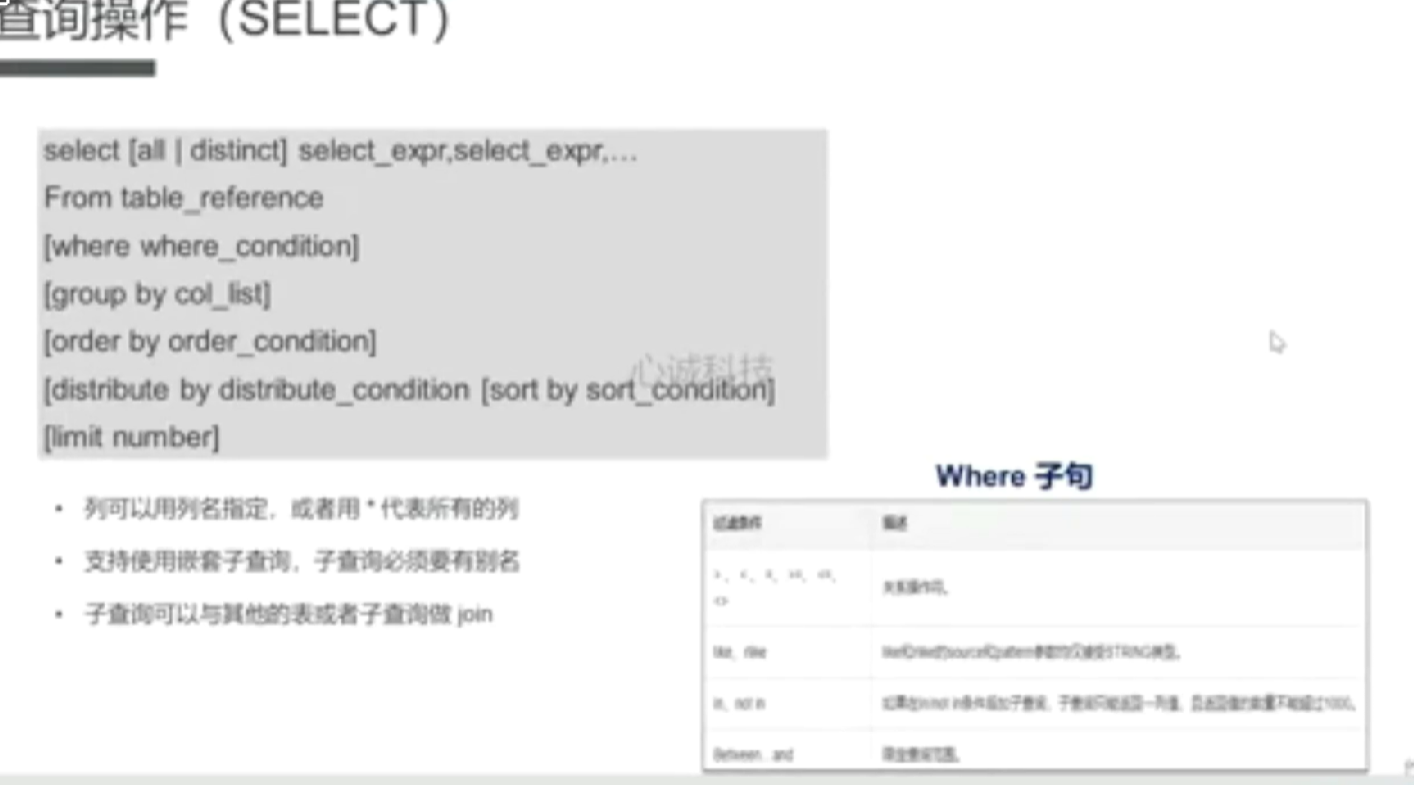 查询操作（SELECT）
select [all | distinct] select_expr,select_expr,…
From table_reference
[where where_condition]
[group by col_list]
[order by order_condition]
心诚科技
[distribute by distribute_condition [sort by sort_condition]
[limit number]
• 列可以用列名指定，或者用 * 代表所有的列
• 支持使用嵌套子查询，子查询必须要有别名
• 子查询可以与其他的表或者子查询做 join
Where 子句
过滤条件 描述
关系操作符。
like、rlike like和rlike的source和pattern参数均仅接受STRING类型。
in、not in 如果在in/not in条件后加子查询，子查询只能返回一列值，且返回值的数量不能超过1000。
Between…and 限定查询范围。